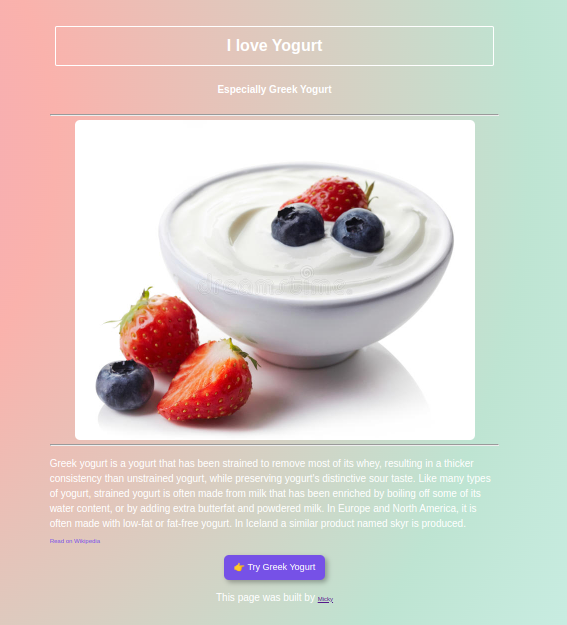 I love Yogurt
Especially Greek Yogurt
dreamstime.
Greek yogurt is a yogurt that has been strained to remove most of its whey, resulting in a thicker
consistency than unstrained yogurt, while preserving yogurt's distinctive sour taste. Like many types
of yogurt, strained yogurt is often made from milk that has been enriched by boiling off some of its
water content, or by adding extra butterfat and powdered milk. In Europe and North America, it is
often made with low-fat or fat-free yogurt. In Iceland a similar product named skyr is produced.
Read on Wikipedia.
👉 Try Greek Yogurt
This page was built by Micky